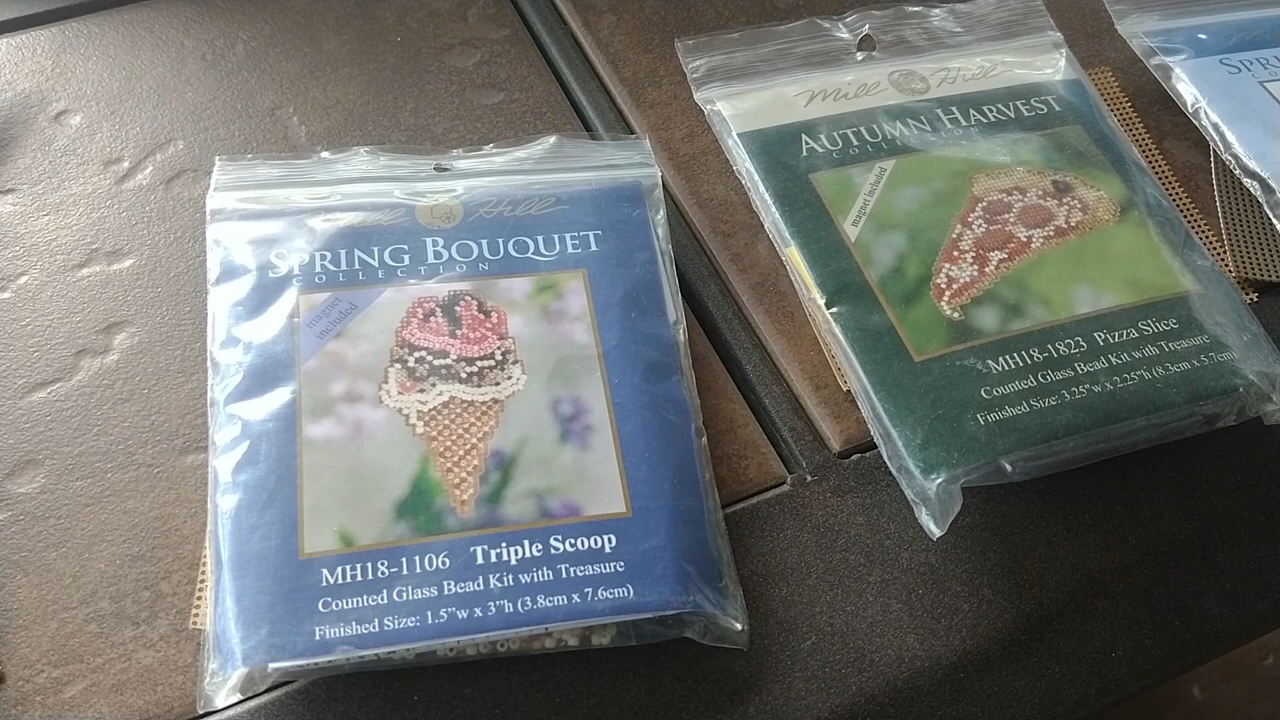 Mill Hill
SPRING BOUQUET
COLLECTION
magnet
included
MH18-1106 Triple Scoop
Counted Glass Bead Kit with Treasure
Finished Size: 1.5"w x 3"h (3.8cm x 7.6cm)
Mill Hill
AUTUMN HARVEST
COLLECTION
magnet included
MH18-1823 Pizza Slice
Counted Glass Bead Kit with Treasure
Finished Size: 3.25"w x 2.25"h (8.3cm x 5.7cm)